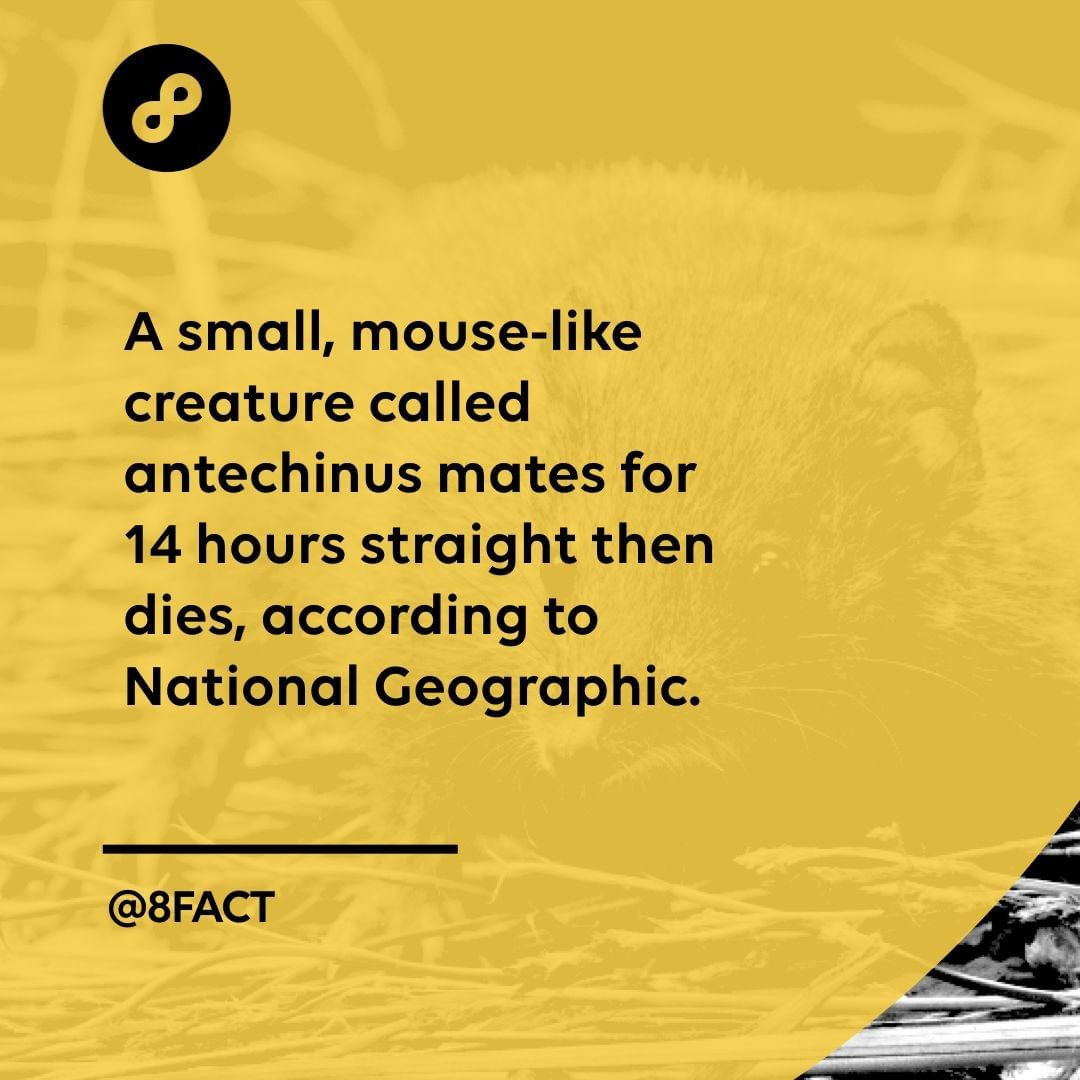 A small, mouse-like
creature called
antechinus mates for
14 hours straight then
dies, according to
National Geographic.
@8FACT